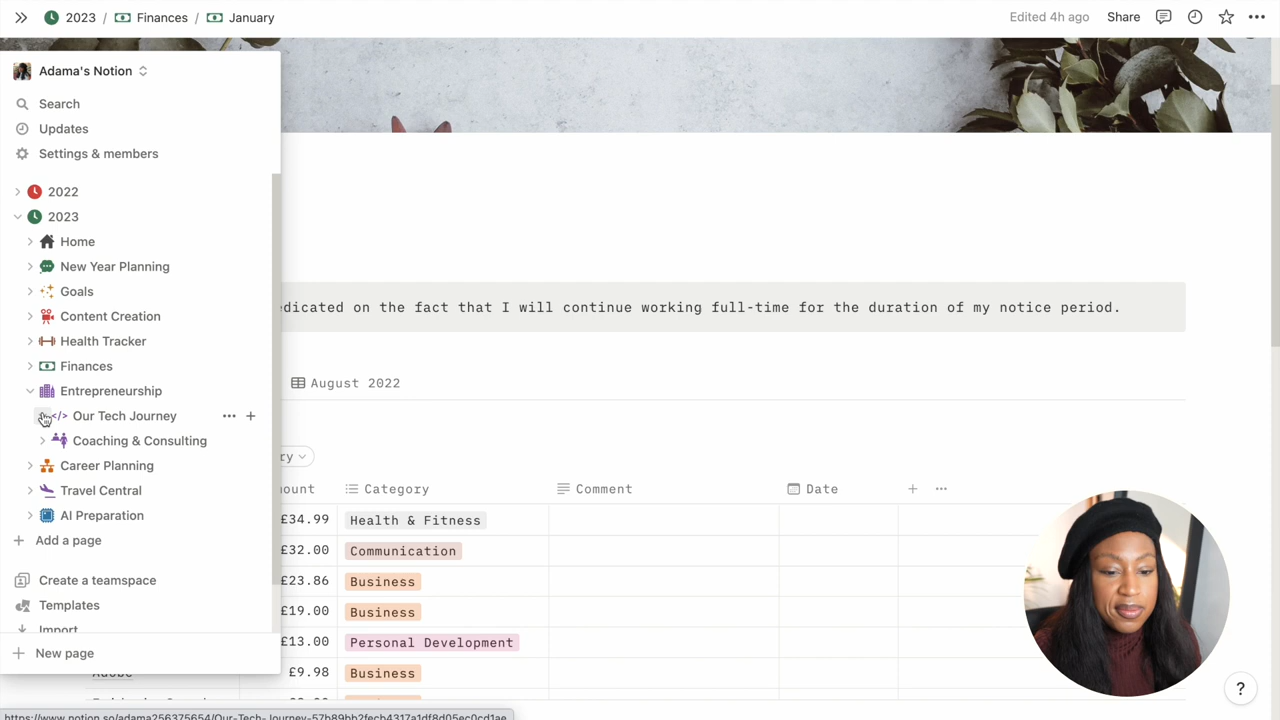 2023 / Finances / January Edited 4h ago Share
Adama's Notion
Search
Updates
Settings & members
2022
2023
Home
New Year Planning
Goals
Content Creation
Health Tracker
Finances
Entrepreneurship
</> Our Tech Journey
Coaching & Consulting
Career Planning
Travel Central
AI Preparation
Add a page
Create a teamspace
Templates
Import
New page
edicated on the fact that I will continue working full-time for the duration of my notice period.
August 2022
ry
ount Category Comment Date
£34.99 Health & Fitness
£32.00 Communication
£23.86 Business
£19.00 Business
£13.00 Personal Development
Adobe £9.98 Business
?